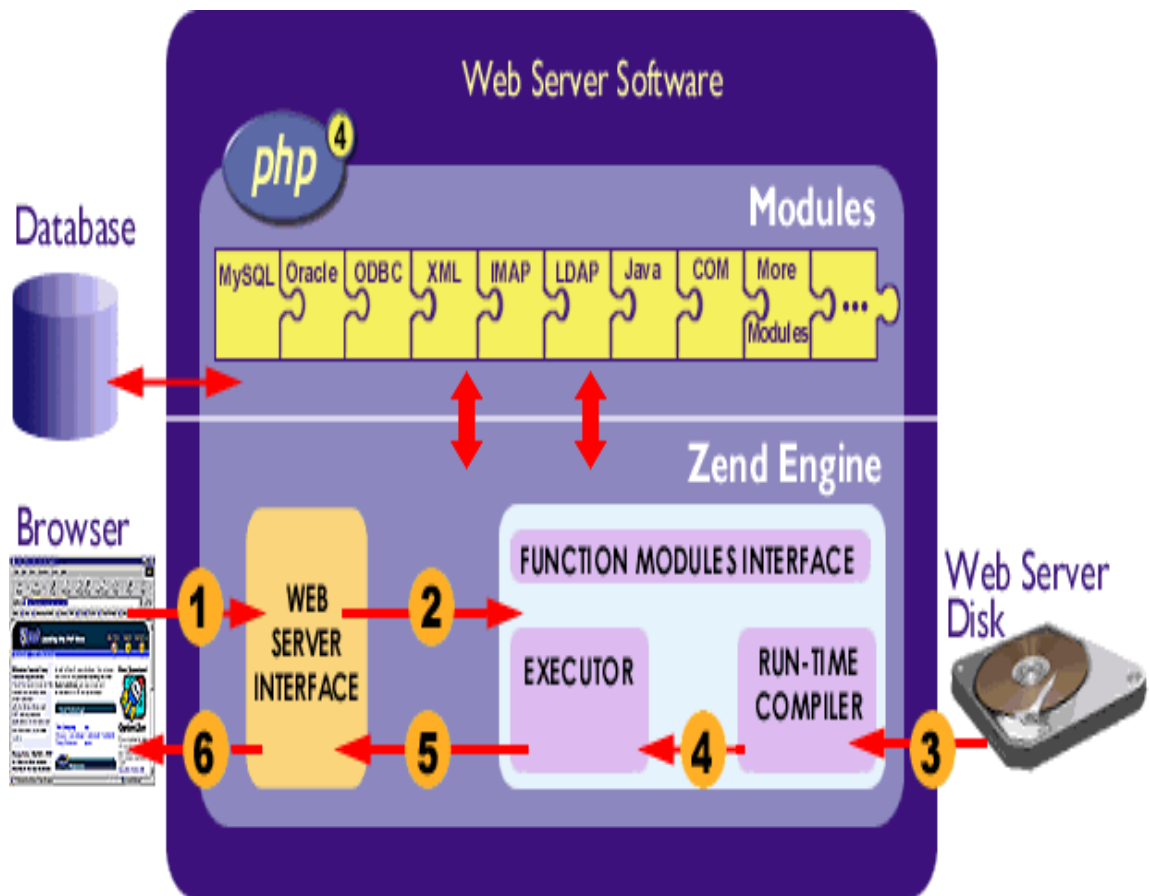 Web Server Software
php 4
Modules
Database
MySQL Oracle ODBC XML IMAP LDAP Java COM More Modules ...
Zend Engine
Browser
FUNCTION MODULES INTERFACE
Web Server
Disk
1
WEB
SERVER
INTERFACE
2
EXECUTOR
RUN-TIME
COMPILER
6
5
4
3